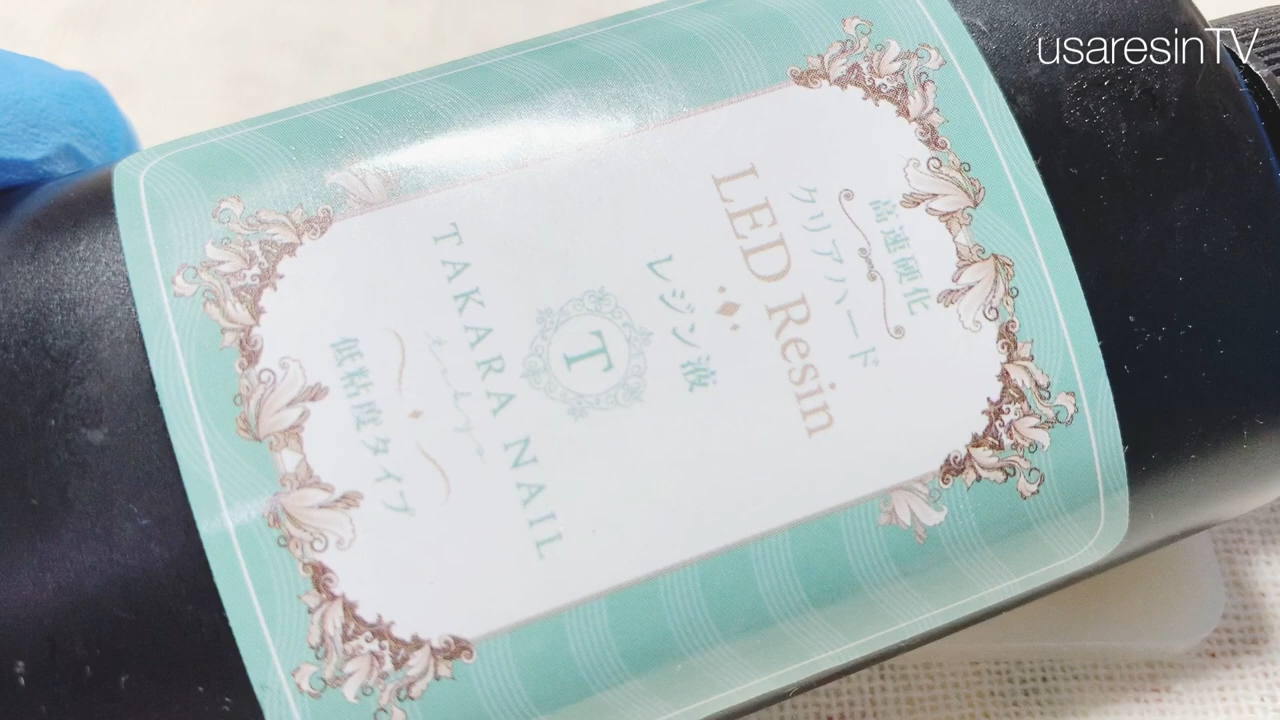 usaresinTV
高速硬化
クリアハード
LED Resin
レジン液
T
TAKARA NAIL
低粘度タイプ